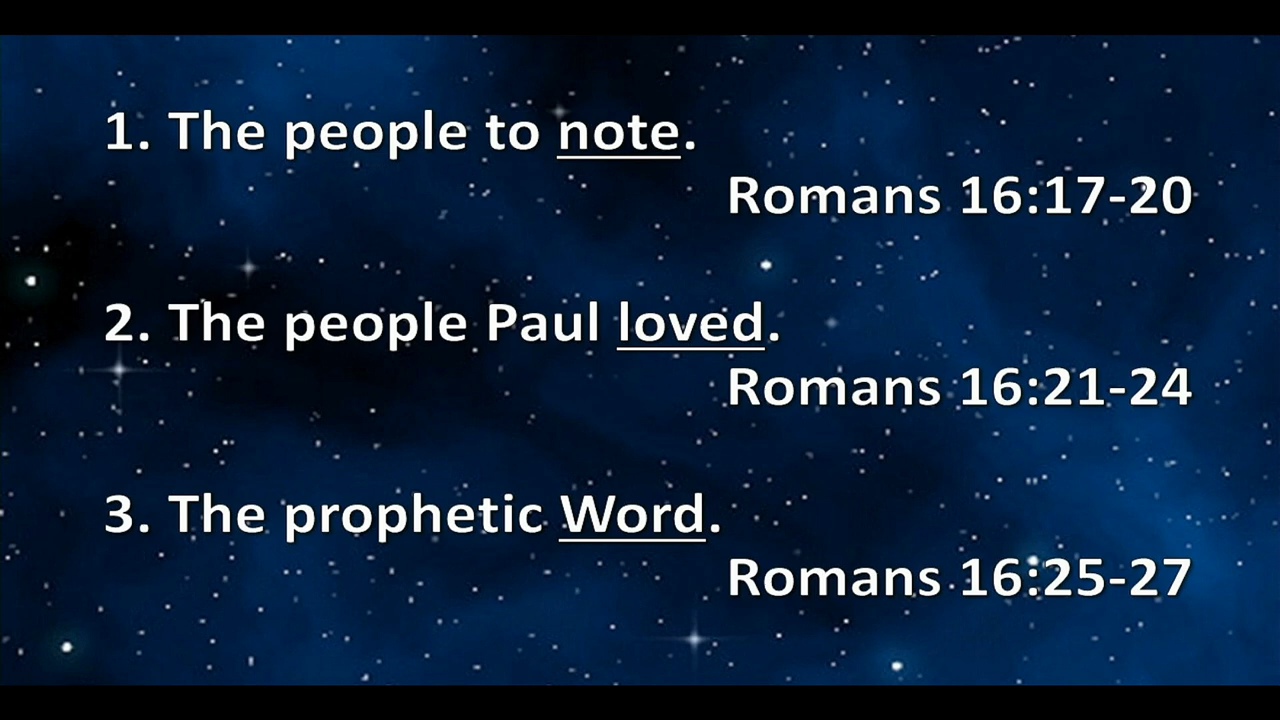 1. The people to note.
Romans 16:17-20
2. The people Paul loved.
Romans 16:21-24
3. The prophetic Word.
Romans 16:25-27